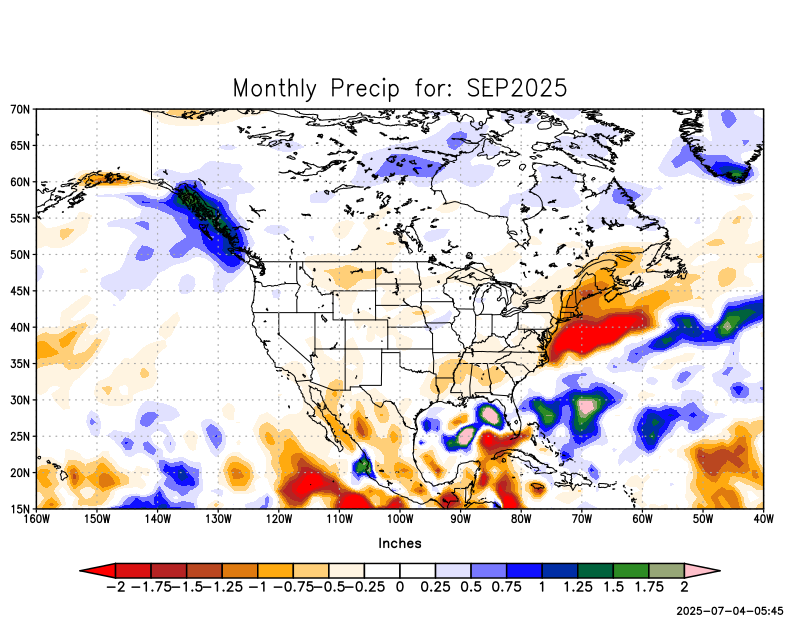 Monthly Precip for: SEP2025
70N
65N
60N
55N
50N
45N
40N
35N
30N
25N
20N
15N
160W 150W 140W 130W 120W 110W 100W 90W 80W 70W 60W 50W 40W
Inches
−2 −1.75 −1.5 −1.25 −1 −0.75 −0.5 −0.25 0 0.25 0.5 0.75 1 1.25 1.5 1.75 2
2025-07-04-05:45